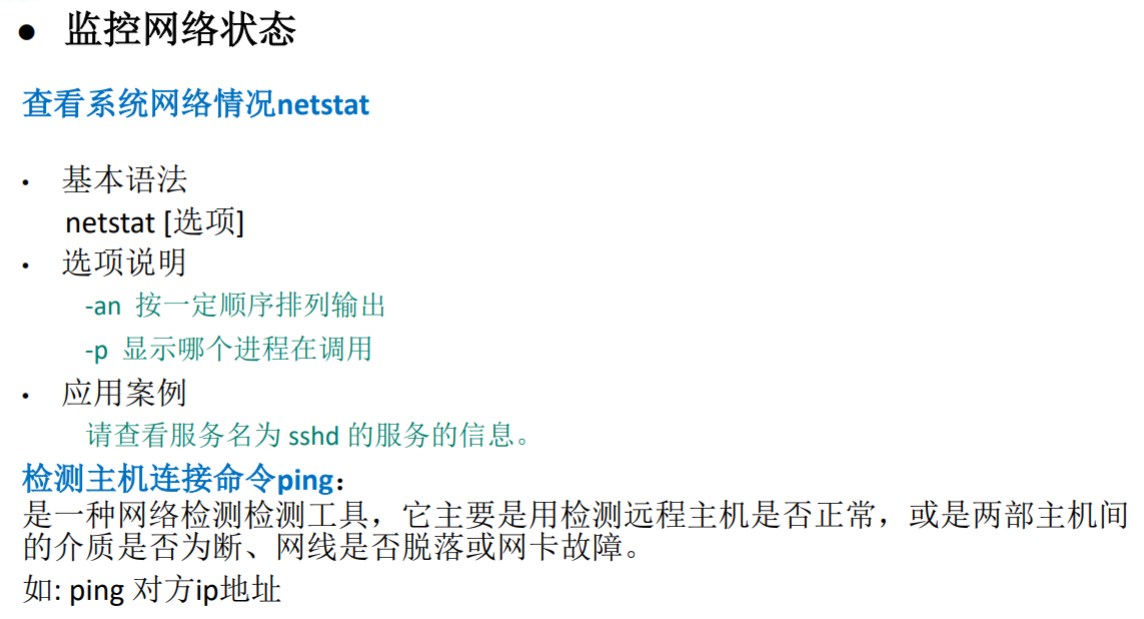 ● 监控网络状态
查看系统网络情况netstat
• 基本语法
netstat [选项]
• 选项说明
-an 按一定顺序排列输出
-p 显示哪个进程在调用
• 应用案例
请查看服务名为 sshd 的服务的信息。
检测主机连接命令ping：
是一种网络检测检测工具，它主要是用检测远程主机是否正常，或是两部主机间
的介质是否为断、网线是否脱落或网卡故障。
如: ping 对方ip地址